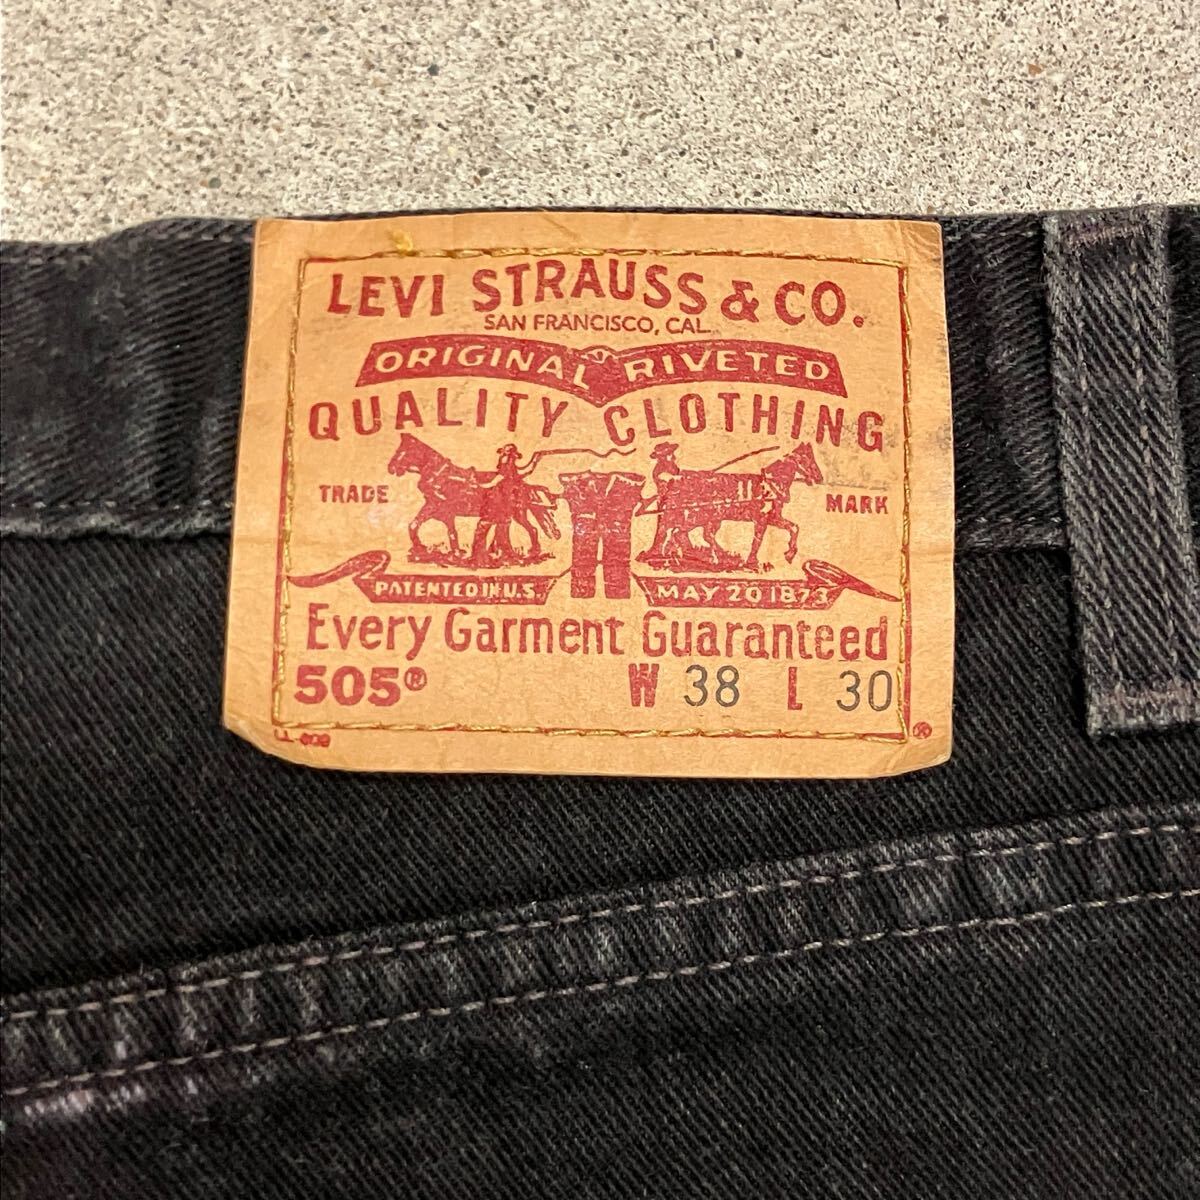 LEVI STRAUSS & CO.
SAN FRANCISCO, CAL.
ORIGINAL RIVETED
QUALITY CLOTHING
TRADE MARK
PATENTED IN U.S. MAY 20 1873
Every Garment Guaranteed
505® W 38 L 30
®